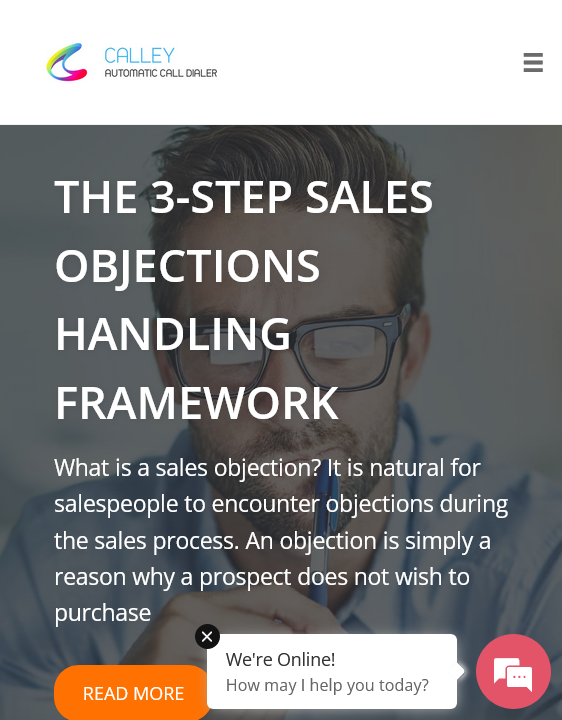 CALLEY
AUTOMATIC CALL DIALER
THE 3-STEP SALES
OBJECTIONS
HANDLING
FRAMEWORK
What is a sales objection? It is natural for
salespeople to encounter objections during
the sales process. An objection is simply a
reason why a prospect does not wish to
purchase
READ MORE
We're Online!
How may I help you today?